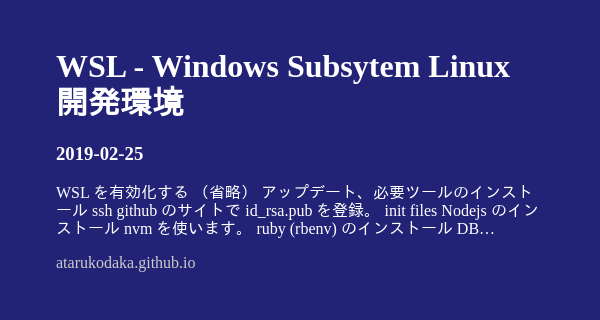 WSL - Windows Subsytem Linux
開発環境
2019-02-25
WSL を有効化する （省略） アップデート、必要ツールのインスト
ール ssh github のサイトで id_rsa.pub を登録。 init files Nodejs のイン
ストール nvm を使います。 ruby (rbenv) のインストール DB…
atarukodaka.github.io